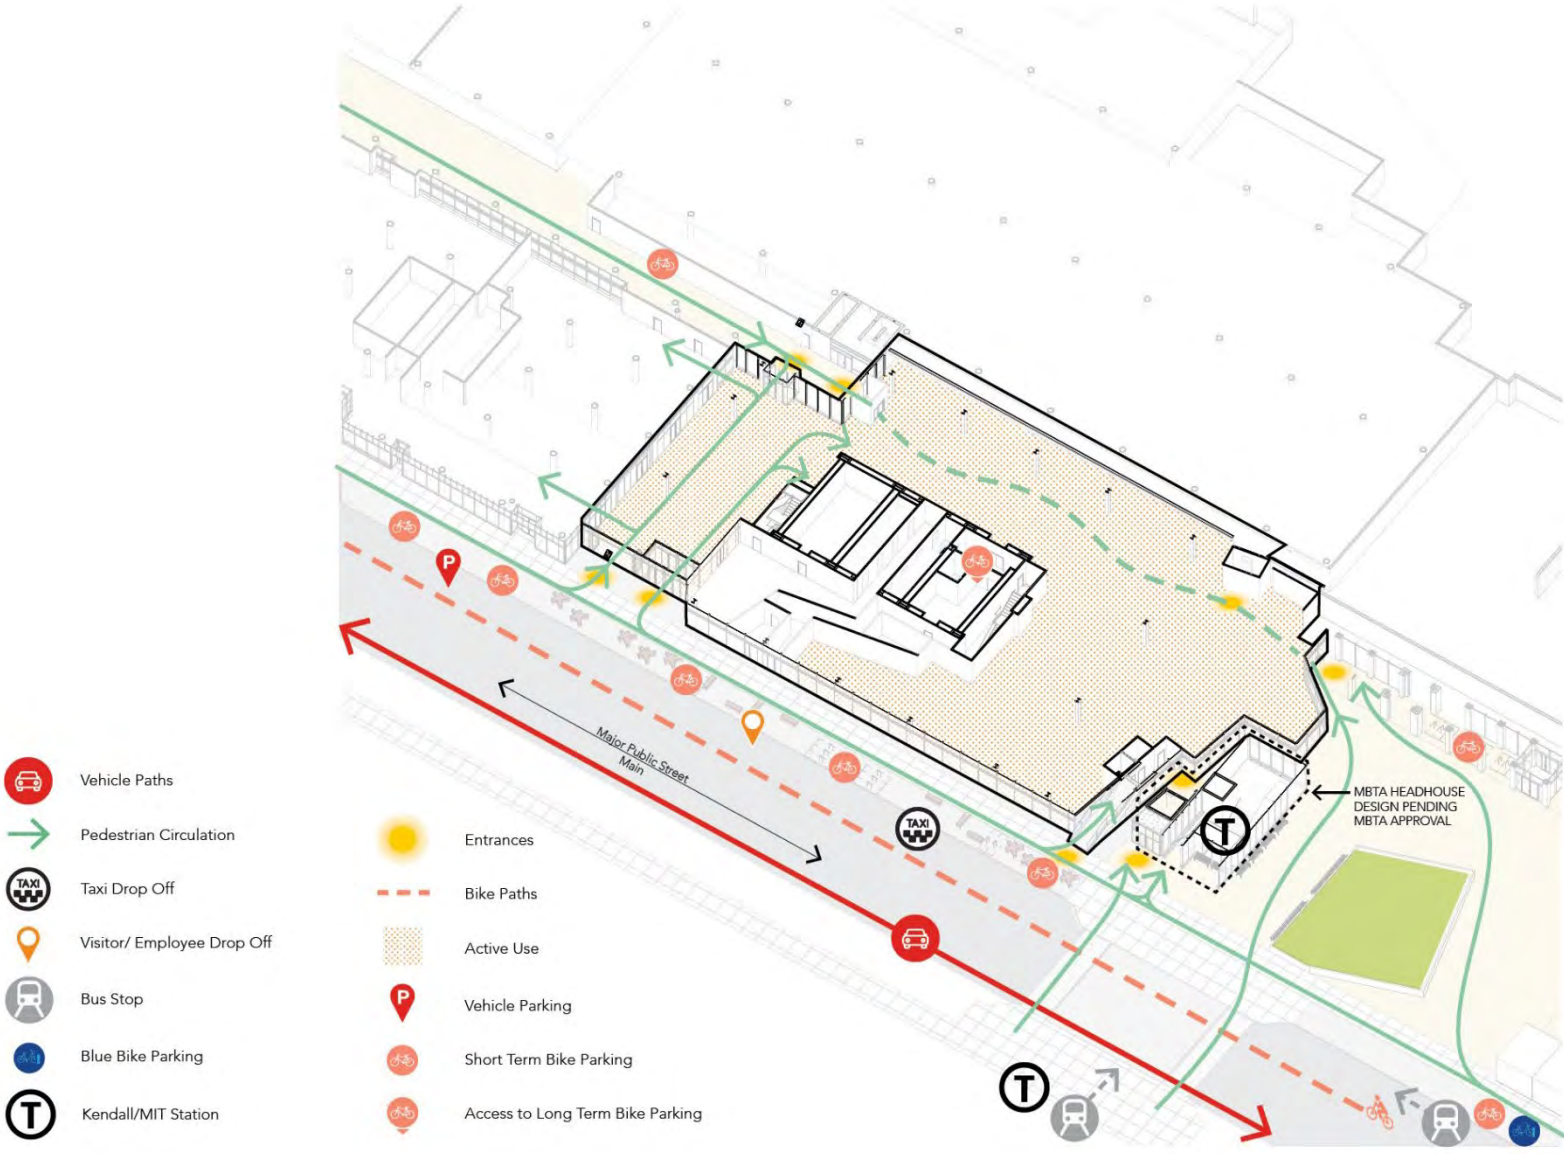 P
Major Public Street
Main
TAXI
T
MBTA HEADHOUSE
DESIGN PENDING
MBTA APPROVAL
T
Vehicle Paths
Pedestrian Circulation
TAXI
Taxi Drop Off
Visitor/ Employee Drop Off
Bus Stop
Blue Bike Parking
T
Kendall/MIT Station
Entrances
Bike Paths
Active Use
P
Vehicle Parking
Short Term Bike Parking
Access to Long Term Bike Parking